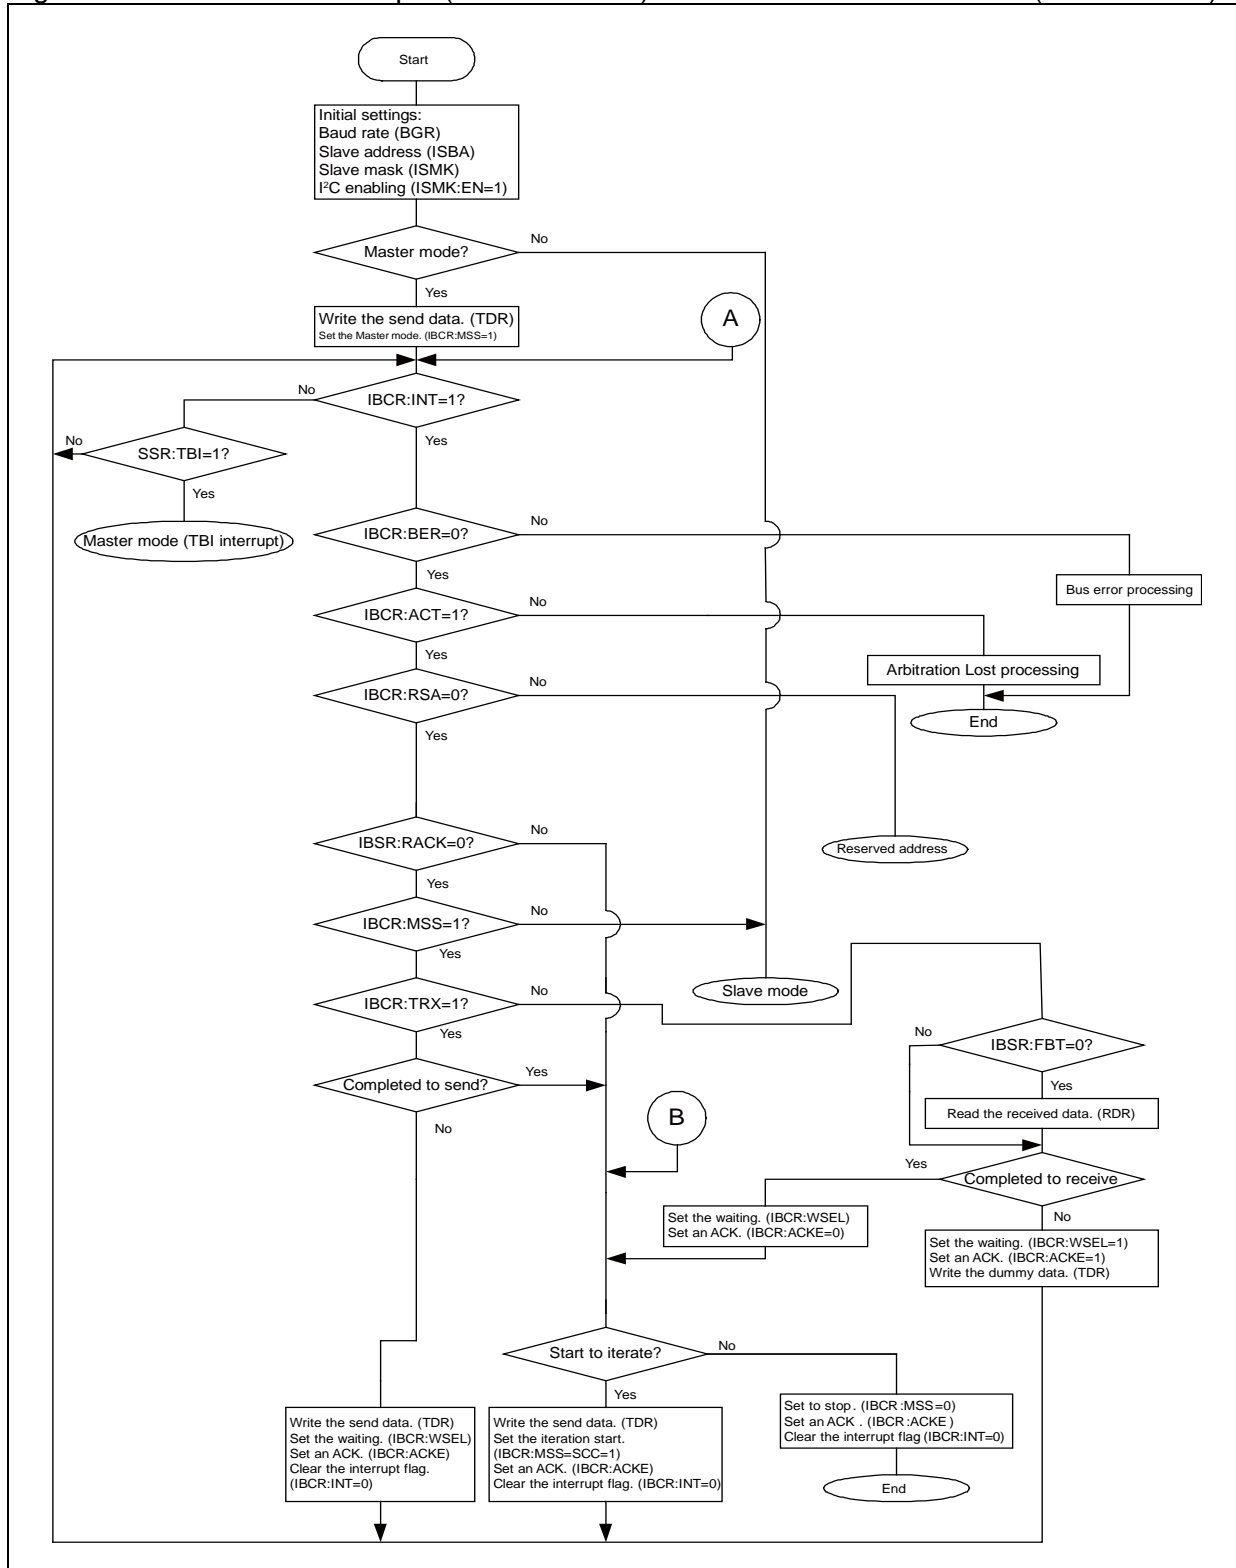 Start
Initial settings:
Baud rate (BGR)
Slave address (ISBA)
Slave mask (ISMK)
I²C enabling (ISMK:EN=1)
Master mode?
No
Yes
Write the send data. (TDR)
Set the Master mode. (IBCR:MSS=1)
A
IBCR:INT=1?
No
Yes
SSR:TBI=1?
No
Yes
Master mode (TBI interrupt)
IBCR:BER=0?
No
Yes
Bus error processing
IBCR:ACT=1?
No
Yes
Arbitration Lost processing
IBCR:RSA=0?
No
Yes
End
IBSR:RACK=0?
No
Yes
Reserved address
IBCR:MSS=1?
No
Yes
Slave mode
IBCR:TRX=1?
No
Yes
IBSR:FBT=0?
No
Yes
Completed to send?
Yes
No
Read the received data. (RDR)
B
Completed to receive
Yes
No
Set the waiting. (IBCR:WSEL)
Set an ACK. (IBCR:ACKE=0)
Set the waiting. (IBCR:WSEL=1)
Set an ACK. (IBCR:ACKE=1)
Write the dummy data. (TDR)
Start to iterate?
No
Yes
Write the send data. (TDR)
Set the waiting. (IBCR:WSEL)
Set an ACK. (IBCR:ACKE)
Clear the interrupt flag.
(IBCR:INT=0)
Write the send data. (TDR)
Set the iteration start.
(IBCR:MSS=SCC=1)
Set an ACK. (IBCR:ACKE)
Clear the interrupt flag. (IBCR:INT=0)
Set to stop. (IBCR:MSS=0)
Set an ACK . (IBCR:ACKE )
Clear the interrupt flag (IBCR:INT=0)
End